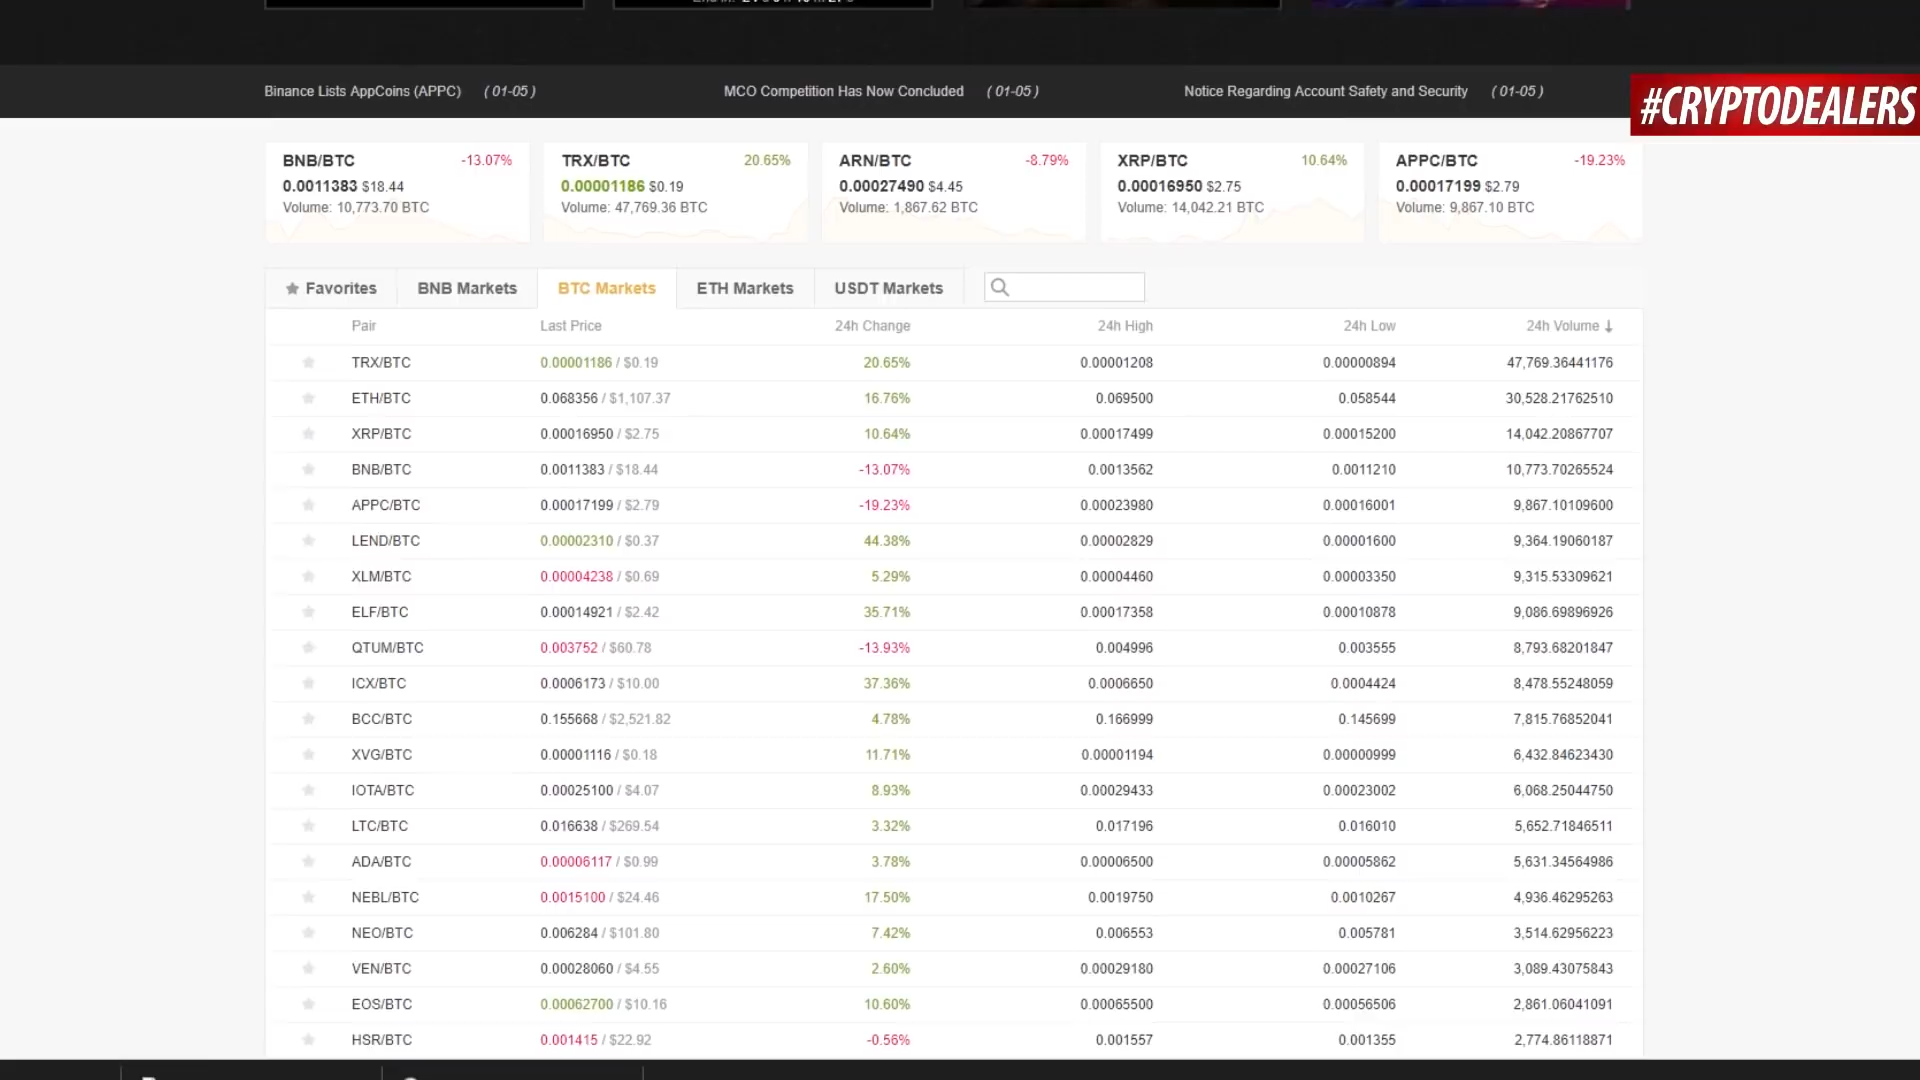 Binance Lists AppCoins (APPC) (01-05) MCO Competition Has Now Concluded (01-05) Notice Regarding Account Safety and Security (01-05)
#CRYPTODEALERS
BNB/BTC -13.07% TRX/BTC 20.65% ARN/BTC -8.79% XRP/BTC 10.64% APPC/BTC -19.23%
0.0011383 $18.44 0.00001186 $0.19 0.00027490 $4.45 0.00016950 $2.75 0.00017199 $2.79
Volume: 10,773.70 BTC Volume: 47,769.36 BTC Volume: 1,867.62 BTC Volume: 14,042.21 BTC Volume: 9,867.10 BTC
Favorites BNB Markets BTC Markets ETH Markets USDT Markets
Pair Last Price 24h Change 24h High 24h Low 24h Volume ↓
TRX/BTC 0.00001186 / $0.19 20.65% 0.00001208 0.00000894 47,769.36441176
ETH/BTC 0.068356 / $1,107.37 16.76% 0.069500 0.058544 30,528.21762510
XRP/BTC 0.00016950 / $2.75 10.64% 0.00017499 0.00015200 14,042.20867707
BNB/BTC 0.0011383 / $18.44 -13.07% 0.0013562 0.0011210 10,773.70265524
APPC/BTC 0.00017199 / $2.79 -19.23% 0.00023980 0.00016001 9,867.10109600
LEND/BTC 0.00002310 / $0.37 44.38% 0.00002829 0.00001600 9,364.19060187
XLM/BTC 0.00004238 / $0.69 5.29% 0.00004460 0.00003350 9,315.53309621
ELF/BTC 0.00014921 / $2.42 35.71% 0.00017358 0.00010878 9,086.69896926
QTUM/BTC 0.003752 / $60.78 -13.93% 0.004996 0.003555 8,793.68201847
ICX/BTC 0.0006173 / $10.00 37.36% 0.0006650 0.0004424 8,478.55248059
BCC/BTC 0.155668 / $2,521.82 4.78% 0.166999 0.145699 7,815.76852041
XVG/BTC 0.00001116 / $0.18 11.71% 0.00001194 0.00000999 6,432.84623430
IOTA/BTC 0.00025100 / $4.07 8.93% 0.00029433 0.00023002 6,068.25044750
LTC/BTC 0.016638 / $269.54 3.32% 0.017196 0.016010 5,652.71846511
ADA/BTC 0.00006117 / $0.99 3.78% 0.00006500 0.00005862 5,631.34564986
NEBL/BTC 0.0015100 / $24.46 17.50% 0.0019750 0.0010267 4,936.46295263
NEO/BTC 0.006284 / $101.80 7.42% 0.006553 0.005781 3,514.62956223
VEN/BTC 0.00028060 / $4.55 2.60% 0.00029180 0.00027106 3,089.43075843
EOS/BTC 0.00062700 / $10.16 10.60% 0.00065500 0.00056506 2,861.06041091
HSR/BTC 0.001415 / $22.92 -0.56% 0.001557 0.001355 2,774.86118871